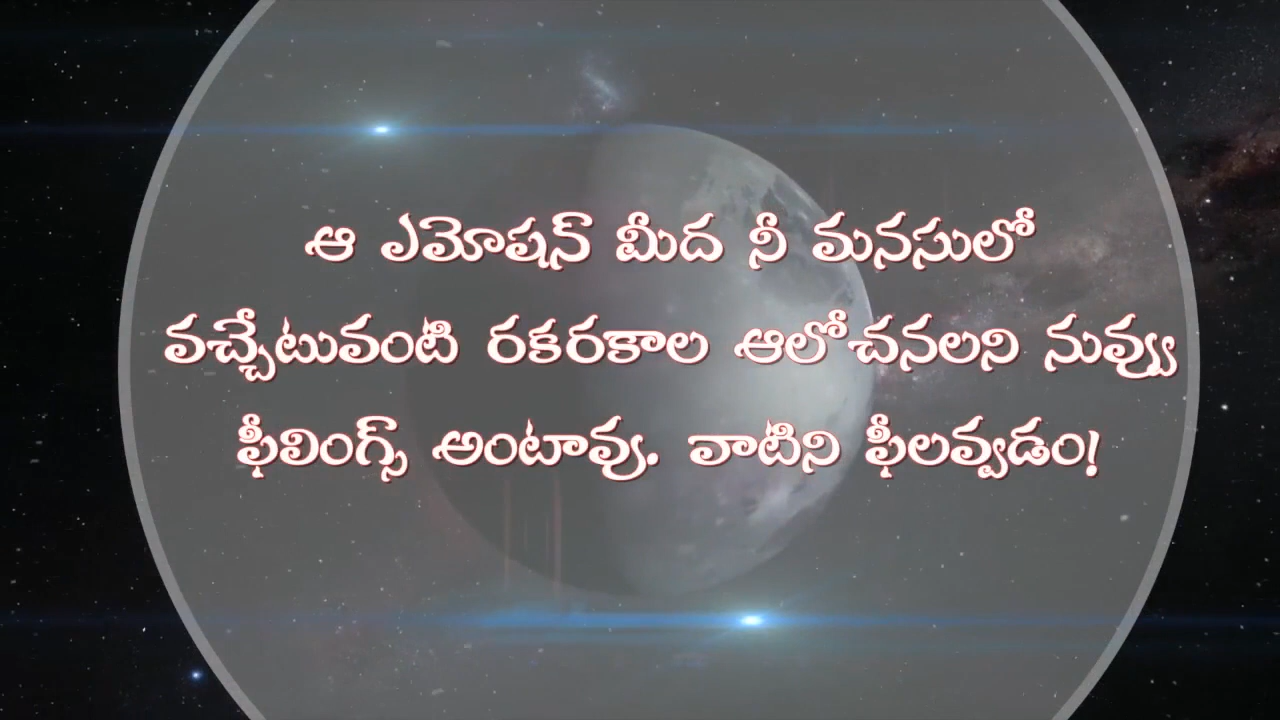 ఆ ఎమోషన్ మీద నీ మనసులో
వచ్చేటువంటి రకరకాల ఆలోచనలని నువ్వు
ఫీలింగ్స్ అంటావు. వాటిని ఫీలవ్వడం!